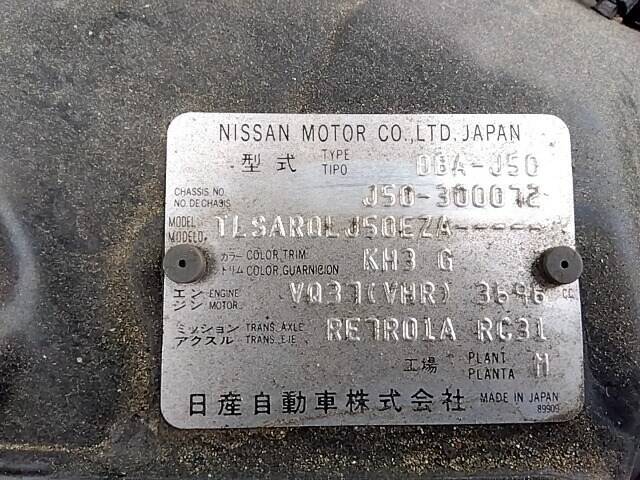 NISSAN MOTOR CO.,LTD.JAPAN
型式 TYPE TIPO DBA-J50
CHASSIS NO. NO. DE CHASIS J50-300072
MODEL MODELO TLSARQLJ50EZA-----
カラー COLOR,TRIM トリム COLOR,GUARNICION KH3 G
エンジン ENGINE MOTOR VQ37(VHR) 3696 cc
ミッション TRANS. AXLE アクスル TRANS.EJE RE7R01A RC31
工場 PLANT PLANTA M
日産自動車株式会社 MADE IN JAPAN
89909